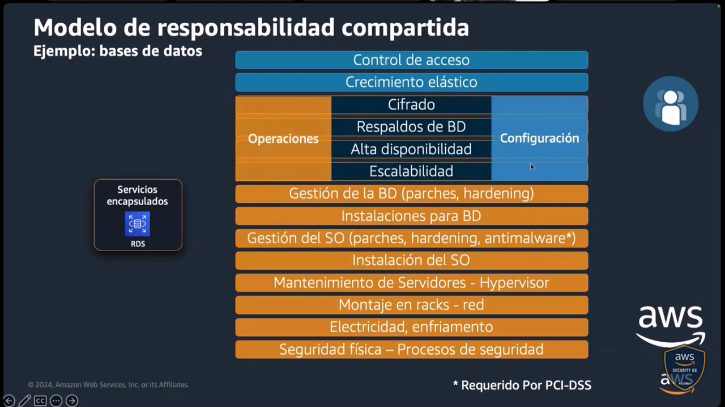 Modelo de responsabilidad compartida
Ejemplo: bases de datos
Control de acceso
Crecimiento elástico
Cifrado
Respaldos de BD
Alta disponibilidad
Escalabilidad
Operaciones
Configuración
Servicios
encapsulados
RDS
Gestión de la BD (parches, hardening)
Instalaciones para BD
Gestión del SO (parches, hardening, antimalware*)
Instalación del SO
Mantenimiento de Servidores - Hypervisor
Montaje en racks - red
Electricidad, enfriamento
Seguridad física – Procesos de seguridad
aws
aws
SECURITY UG
© 2024, Amazon Web Services, Inc. or its Affiliates.
* Requerido Por PCI-DSS
CC